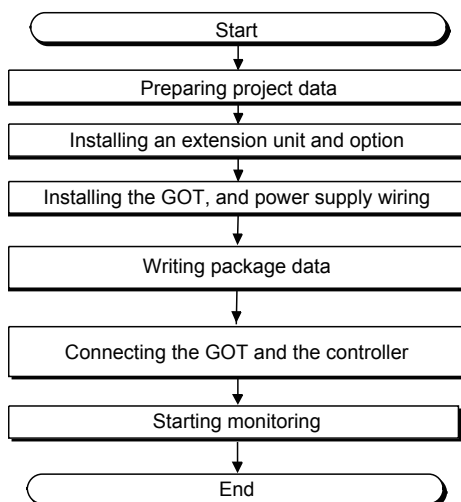 Start
Preparing project data
Installing an extension unit and option
Installing the GOT, and power supply wiring
Writing package data
Connecting the GOT and the controller
Starting monitoring
End